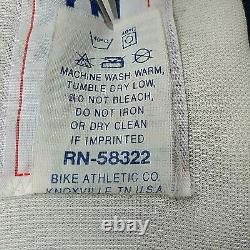 MACHINE WASH WARM,
TUMBLE DRY LOW,
DO NOT BLEACH,
DO NOT IRON
OR DRY CLEAN
IF IMPRINTED
RN-58322
BIKE ATHLETIC CO.
KNOXVILLE, TN U.S.A.